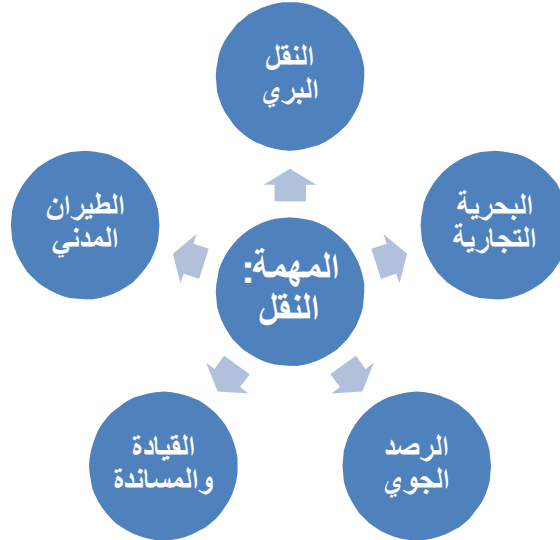 النقل
البري
البحرية
التجارية
الطيران
المدني
المهمة:
النقل
الرصد
الجوي
القيادة
والمساندة